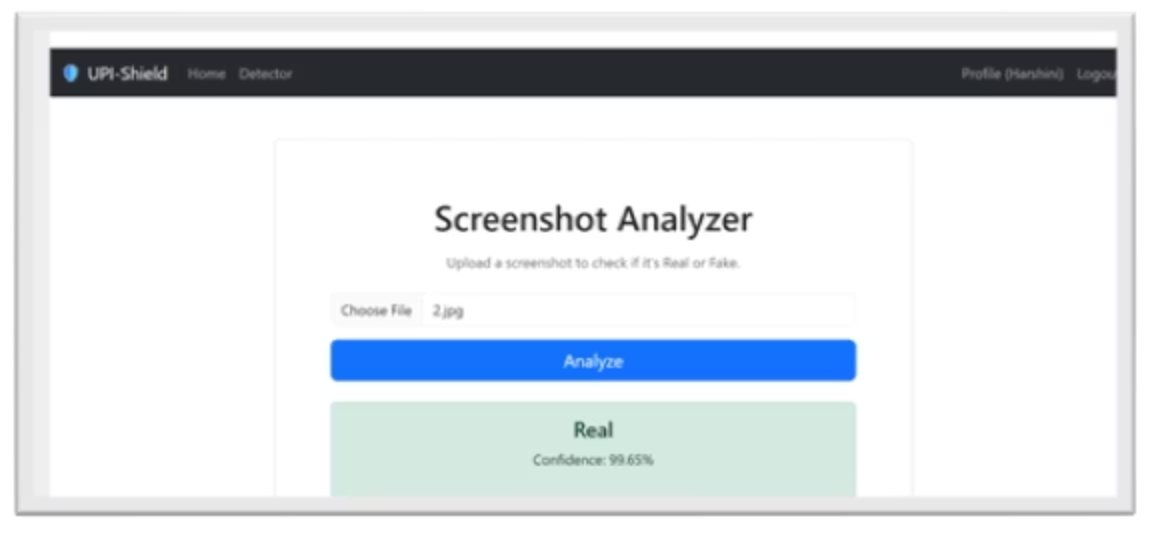 UPI-Shield Home Detector Profile (Harshini) Logou
Screenshot Analyzer
Upload a screenshot to check if it's Real or Fake.
Choose File 2.jpg
Analyze
Real
Confidence: 99.65%